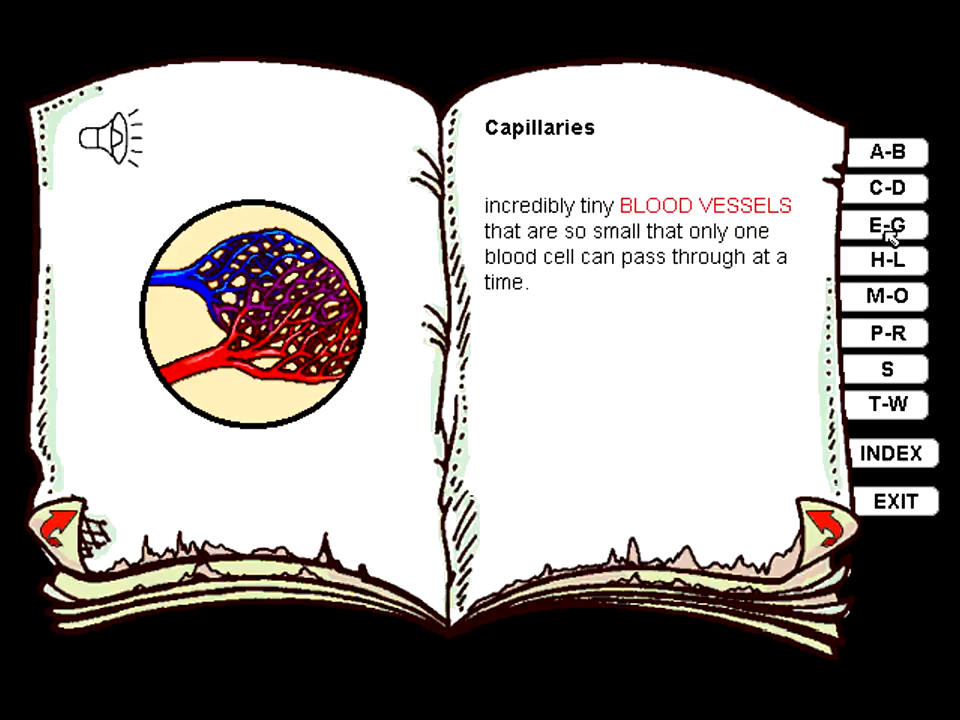 Capillaries
incredibly tiny BLOOD VESSELS
that are so small that only one
blood cell can pass through at a
time.
A-B
C-D
E-G
H-L
M-O
P-R
S
T-W
INDEX
EXIT